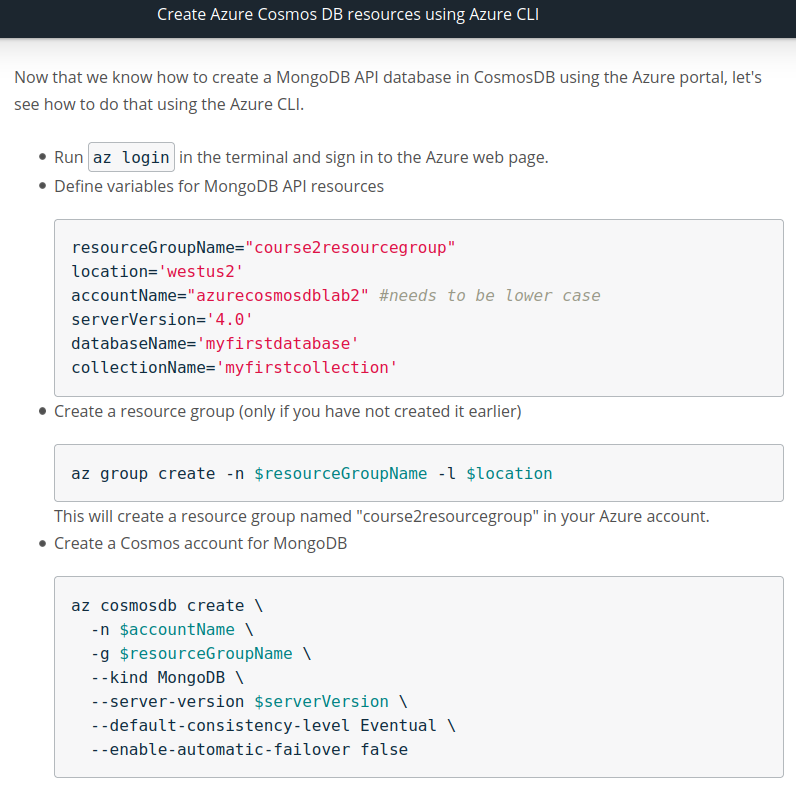 Create Azure Cosmos DB resources using Azure CLI
Now that we know how to create a MongoDB API database in CosmosDB using the Azure portal, let's
see how to do that using the Azure CLI.
• Run az login in the terminal and sign in to the Azure web page.
• Define variables for MongoDB API resources
resourceGroupName="course2resourcegroup"
location='westus2'
accountName="azurecosmosdblab2" #needs to be lower case
serverVersion='4.0'
databaseName='myfirstdatabase'
collectionName='myfirstcollection'
• Create a resource group (only if you have not created it earlier)
az group create -n $resourceGroupName -l $location
This will create a resource group named "course2resourcegroup" in your Azure account.
• Create a Cosmos account for MongoDB
az cosmosdb create \
  -n $accountName \
  -g $resourceGroupName \
  --kind MongoDB \
  --server-version $serverVersion \
  --default-consistency-level Eventual \
  --enable-automatic-failover false